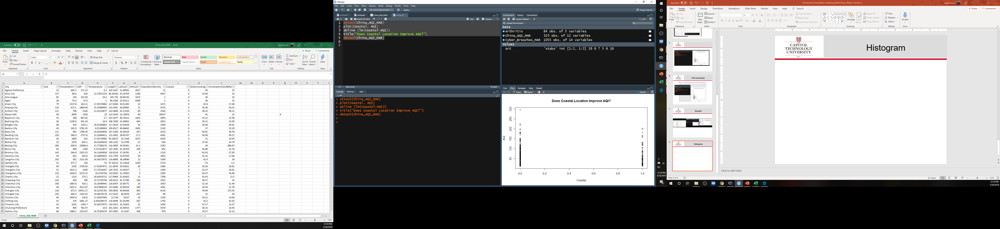 AutoSave Off
China_AQI_MAR - Excel
Mark Russo
File Home Insert Page Layout Formulas Data Review View Help Search
Share Comments
Paste
Cut
Copy
Format Painter
Calibri 11
Wrap Text
Merge & Center
General
Conditional Formatting
Format as Table
Normal Bad Good Neutral Calculation
Check Cell Explanatory ... Input Linked Cell Note
Insert Delete Format
AutoSum
Fill
Clear
Sort & Filter
Find & Select
Ideas
Clipboard Font Alignment Number Styles Cells Editing Ideas
J4 0
A B C D E F G H I J K L M N O P Q R S T
1 City AQI Precipitation GDP Temperature Longitu Latitud Altitud PopulationDensity Coastal GreenCoverag Incineration(10,000to
2 Ngawa Prefecture 23 665.1 271.13 8.2 102.2247 31.89941 2617 11 0 36 23
3 Aksu City 137 80.4 610 12.27671233 80.26338 41.16754 1108 6547 0 33.94 23
4 Alxa League 85 150 322.58 24.2 105.729 38.85192 1673 1 0 36 23
5 Ngari 28 74.2 37.4 1 80.1058 32.50111 4280 1 0 36 23
6 Anqin City 79 2127.8 1613.2 17.29178082 117.0344 30.51265 13 2271 0 45.8 27.48
7 Anyang City 110 672.1 1884.48 15.35068493 114.3501 36.09685 71 4735 0 36.28 54.51
8 Anshan City 111 708 2326 11.41232877 122.9844 41.11526 49 2534 0 38.25 58.13
9 Macao SAR 44 2000 3358 22 113.5439 22.19874 40 20547 1 41 22 A
10 Bayannur City 53 188 887.43 3.7 107.3877 40.74321 1042 5093 0 35.12 15.98
11 Bazhong City 58 1198.9 501.34 16.9 106.7548 31.84901 443 2653 0 39.11 15.09
12 Bengbu City 96 910 1253.1 16.01369863 117.3614 32.93924 25 2599 0 38.48 29.61
13 Baotou City 45 262.9 3781.93 8.91369863 109.8517 40.66642 1065 2130 0 37 52.29
14 Baoji City 111 695 1788.59 14.83424658 107.1384 34.38229 567 5352 0 40.61 36.54
15 Baoding City 220 566.9 2757.8 13.25890411 115.5002 38.85707 17.2 4565 0 30.96 49.27
16 Baoshan City 56 1000 552 17.39178082 99.16872 25.1168 1673 4529 0 31 10.95
17 Beihai City 23 1670 892.1 24.61643836 109.1192 21.4798 21 458 1 27.45 24.74
18 Beijing City 296 458.9 22968.6 13.77260274 116.3809 39.92361 31.2 1292 0 34 686.67
19 Benxi City 63 900 1160 9.271232877 123.7645 41.28759 100 602 0 44.88 31.76
20 Binzhou City 142 564.8 2355.33 14.11643836 118.0218 37.36781 9 1110 0 42.92 27.99
21 Haozhou City 59 831 942.6 10.58695652 115.7709 33.87929 39 3693 0 41.32 17.66
22 Cangzhiu City 105 581 3133.38 14.30273973 116.8608 38.30884 12 3169 1 42.9 24
23 Qamdo City 31 477.7 136 7.6 97.18152 31.13818 3230 5714 0 7.6 3.5
24 Changde City 69 1550 2709.02 17.93287671 111.6876 29.03821 38 2366 0 36.26 26.81
25 Changshu City 51 1615.3 2100 17.27534247 120.7525 31.65437 7 1200 0 42.37 28.61
26 Changzhou City 116 1450.9 5273.15 16.9739726 119.9503 31.78393 3 2399 0 42.47 76.48
27 Chaohu City 22 1215 273.1 16.82876712 117.8904 31.62452 13 7708 0 42.93 13.5
28 Chaoyang City 224 450 780 13.72739726 120.4515 41.57786 168 1022 0 40.57 33
29 Chaozhou City 106 1685.8 910.1 23.19589041 116.6367 23.66771 18 3503 0 32.16 51.94
30 Chenzhou City 49 1452.1 2012.07 19.67808219 113.0286 25.80229 189 1081 0 39.56 21.78
31 Chengdu City 118 873.3 10912.17 18.22191781 104.0818 30.66106 485 6116 0 39.84 273.55
32 Chengde City 195 440.5 1342.55 10.08219178 117.9223 40.9676 325 89 0 33 30
33 Chizhou City 40 1959.4 530.6 17.30547945 117.48 30.67 18 1199 0 36.51 14.06
34 Chifeng City 91 374 1861.27 8.434246575 118.9498 42.26798 587 1754 0 42.2 42.03
35 Chuzhou City 63 1035 1305.7 15.50273973 118.3012 32.31653 31 1456 0 47.17 12.57
36 Chuxiong Prefecture 44 900 762.97 14.8 101.5281 25.04553 1777 5574 0 36.15 10.95
37 Dazhou City 86 1086.1 1353.67 18.75205479 107.5003 31.2247 306 974 0 29.57 23.12
China_AQI_MAR
Ready 100%
12:18 PM
5/26/2019
RStudio
File Edit Code View Plots Session Build Debug Profile Tools Help
Go to file/function Addins Project: (None)
China_AQI_MAR
Source on Save Run Source
1 attach(China_AQI_MAR)
2 plot(Coastal, AQI)
3 abline (lm(Coastal~AQI))
4 title("Does Coastal Location Improve AQI?")
5 detach(China_AQI_MAR)
6
7
1:1 (Top Level) R Script
Console Terminal Jobs
> attach(China_AQI_MAR)
> plot(Coastal, AQI)
> abline (lm(Coastal~AQI))
> title("Does Coastal Location Improve AQI?")
> detach(China_AQI_MAR)
>
>
Environment History Connections
Import Dataset List
Global Environment
Data
Arthritis 84 obs. of 5 variables
China_AQI_MAR 323 obs. of 12 variables
Cyber_Breaches_MAR 1055 obs. of 14 variables
Values
art 'xtabs' int [1:2, 1:3] 19 6 7 5 6 16
Files Plots Packages Help Viewer
Zoom Export Publish
Does Coastal Location Improve AQI?
AQI
300
250
200
150
100
50
0.0 0.2 0.4 0.6 0.8 1.0
Coastal
12:18 PM
5/26/2019
AutoSave Off
Homework_Presentation_Graphing_Mark Russo_Week 3 version 2
Mark Russo
File Home Insert Design Transitions Animations Slide Show Review View Help Search
Share Comments
Paste
Cut
Copy
Format Painter
New Slide
Layout
Reset
Section
Text Direction
Align Text
Convert to SmartArt
Arrange
Quick Styles
Shape Fill
Shape Outline
Shape Effects
Find
Replace
Select
Dictate
Clipboard Slides Font Paragraph Drawing Editing Voice
5
6
Pdf conversion
7
Boxplot
8
Histogram
CAPITOL
TECHNOLOGY
UNIVERSITY
1927
Histogram
Click to add notes
Slide 8 of 8 Notes 104%
12:18 PM
5/26/2019